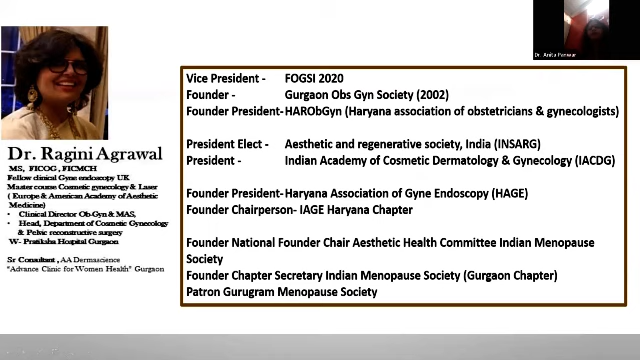 Dr. Anita Panwar
Dr. Ragini Agrawal
MS, FICOG, FICMCH
Fellow clinical Gyne endoscopy UK
Master course Cosmetic gynecology & Laser
( Europe & American Academy of Aesthetic
Medicine)
• Clinical Director Ob-Gyn & MAS,
• Head, Department of Cosmetic Gynecology
& Pelvic reconstructive surgery
W- Pratiksha Hospital Gurgaon
Sr Consultant , AA Dermascience
"Advance Clinic for Women Health" Gurgaon
Vice President - FOGSI 2020
Founder - Gurgaon Obs Gyn Society (2002)
Founder President- HARObGyn (Haryana association of obstetricians & gynecologists)
President Elect - Aesthetic and regenerative society, India (INSARG)
President - Indian Academy of Cosmetic Dermatology & Gynecology (IACDG)
Founder President- Haryana Association of Gyne Endoscopy (HAGE)
Founder Chairperson- IAGE Haryana Chapter
Founder National Founder Chair Aesthetic Health Committee Indian Menopause
Society
Founder Chapter Secretary Indian Menopause Society (Gurgaon Chapter)
Patron Gurugram Menopause Society